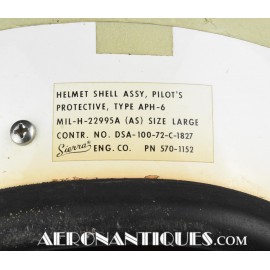 HELMET SHELL ASSY, PILOT'S
PROTECTIVE, TYPE APH-6
MIL-H-22995A (AS) SIZE LARGE
CONTR. NO. DSA-100-72-C-1827
Sierra ENG. CO. PN 570-1152
AERONANTIQUES.COM